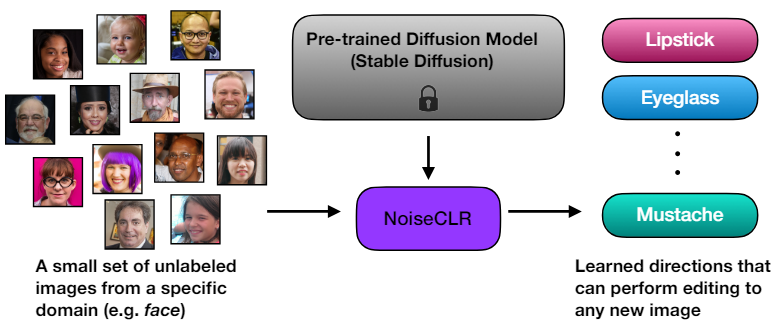 Pre-trained Diffusion Model
(Stable Diffusion)
Lipstick
Eyeglass
Mustache
NoiseCLR
A small set of unlabeled
images from a specific
domain (e.g. face)
Learned directions that
can perform editing to
any new image